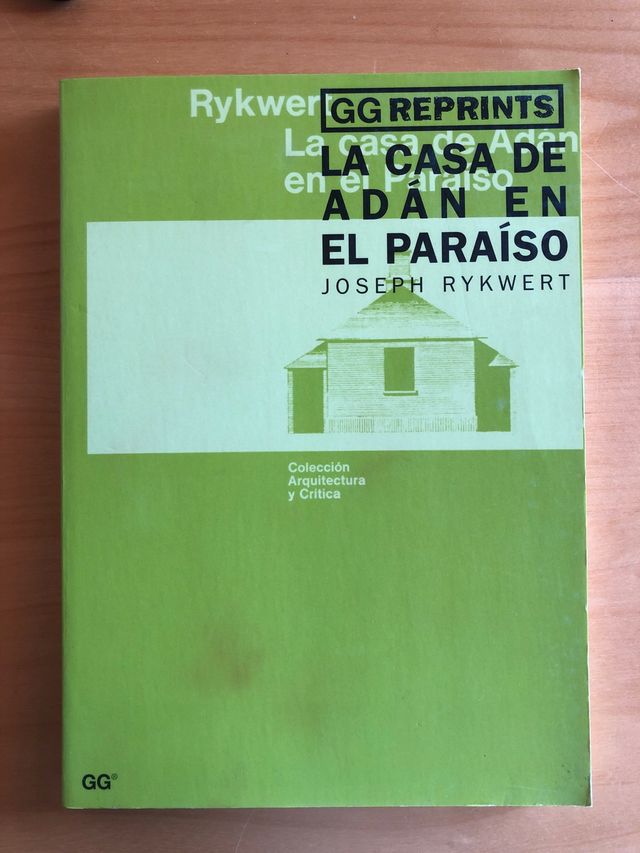 Rykwert
La casa de Adán
en el Paraíso
GG REPRINTS
LA CASA DE
ADÁN EN
EL PARAÍSO
JOSEPH RYKWERT
Colección
Arquitectura
y Crítica
GG®